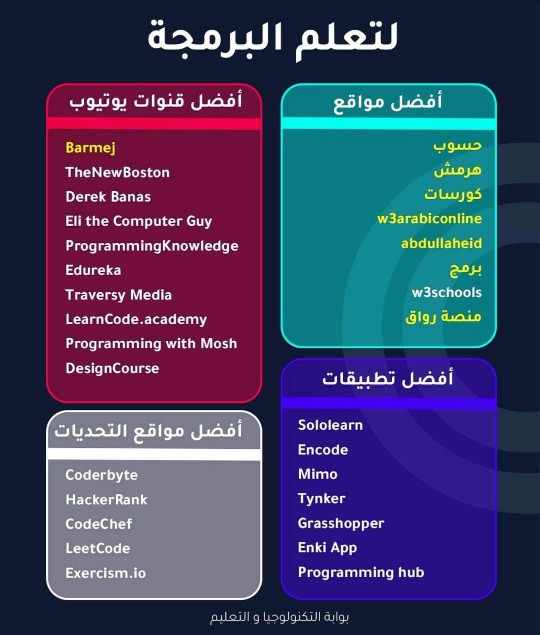 لتعلم البرمجة
أفضل مواقع
حسوب
هرمش
كورسات
w3arabiconline
abdullaheid
برمج
w3schools
منصة رواق
أفضل قنوات يوتيوب
Barmej
TheNewBoston
Derek Banas
Eli the Computer Guy
ProgrammingKnowledge
Edureka
Traversy Media
LearnCode.academy
Programming with Mosh
DesignCourse
أفضل تطبيقات
Sololearn
Encode
Mimo
Tynker
Grasshopper
Enki App
Programming hub
أفضل مواقع التحديات
Coderbyte
HackerRank
CodeChef
LeetCode
Exercism.io
بوابة التكنولوجيا و التعليم